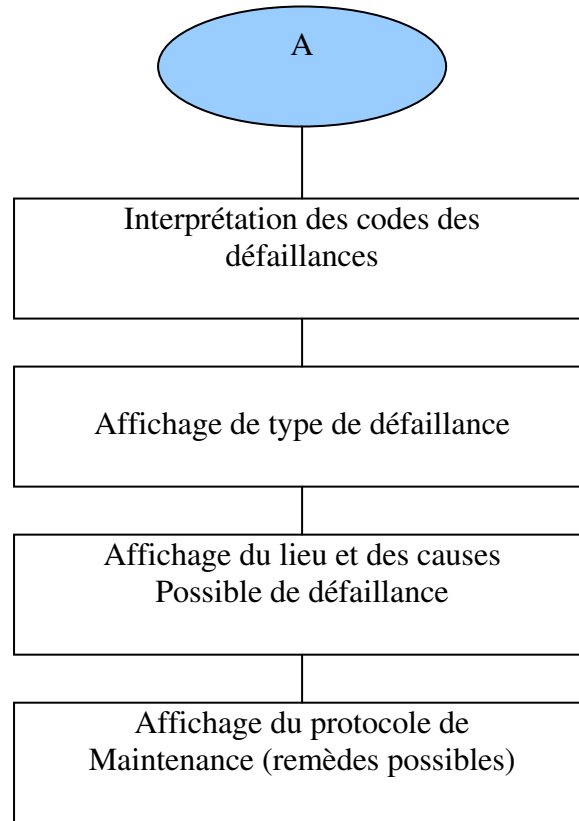 A
Interprétation des codes des
défaillances
Affichage de type de défaillance
Affichage du lieu et des causes
Possible de défaillance
Affichage du protocole de
Maintenance (remèdes possibles)